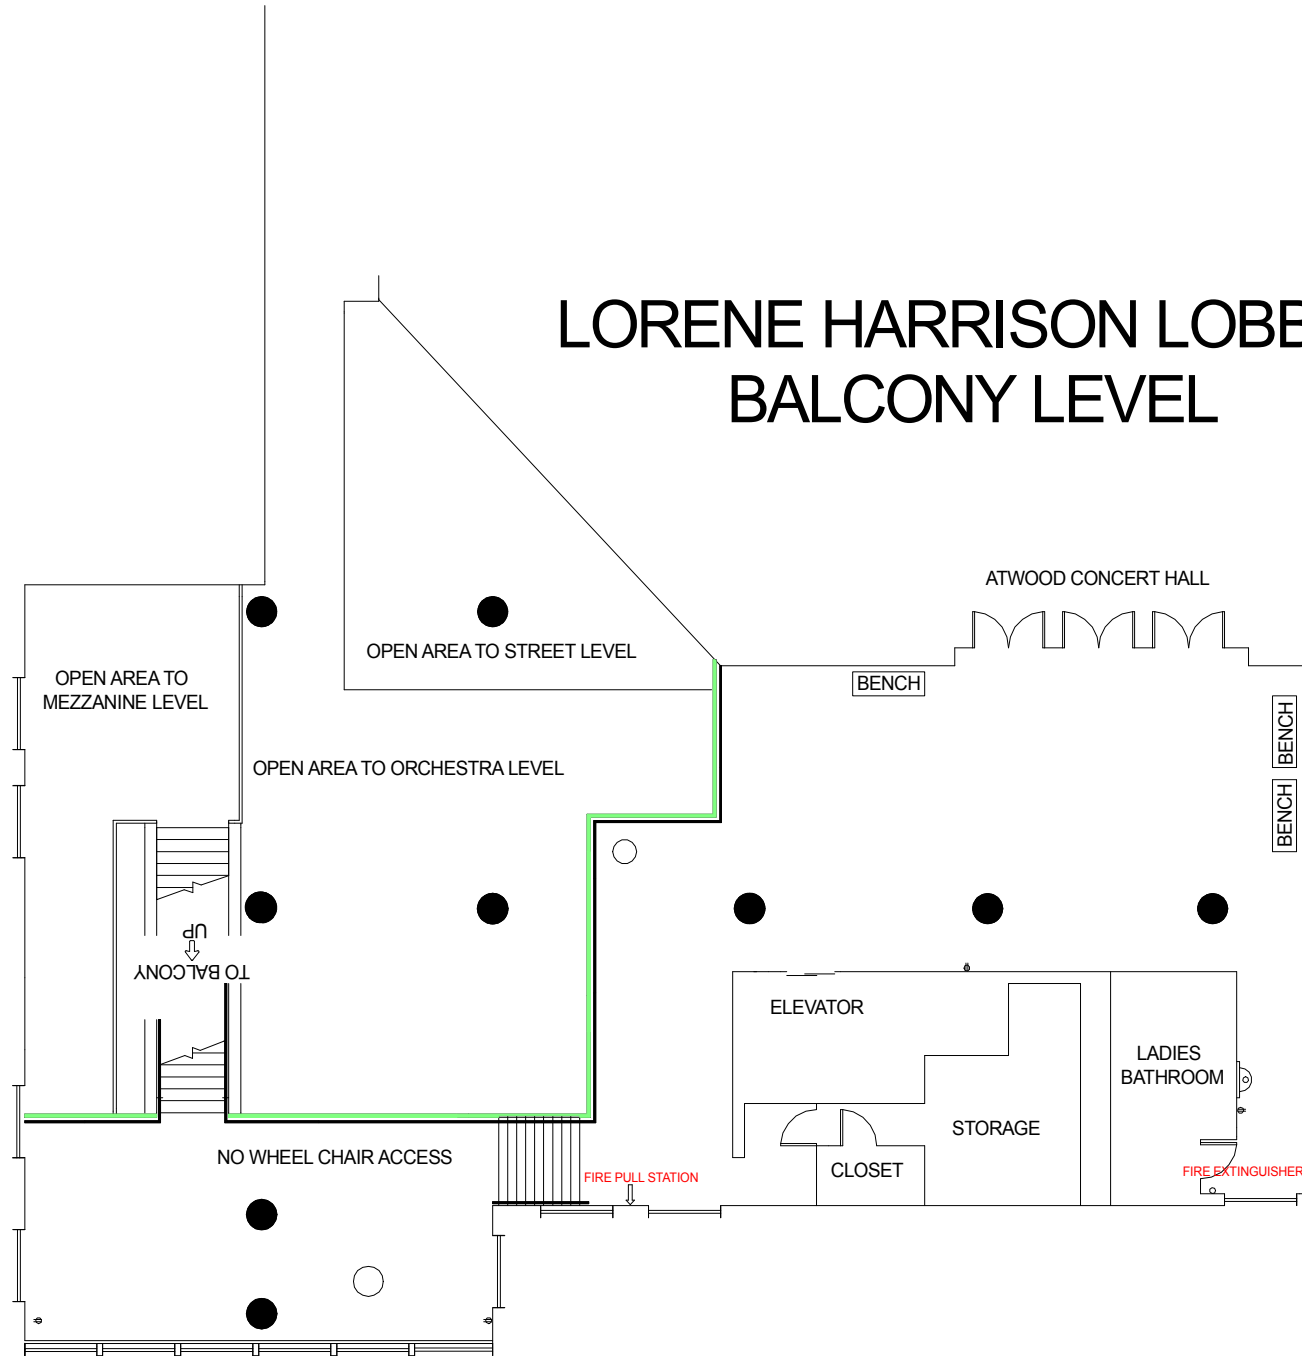 LORENE HARRISON LOBB
BALCONY LEVEL
ATWOOD CONCERT HALL
OPEN AREA TO STREET LEVEL
OPEN AREA TO
MEZZANINE LEVEL
BENCH
BENCH
BENCH
OPEN AREA TO ORCHESTRA LEVEL
UP
TO BALCONY
ELEVATOR
LADIES
BATHROOM
STORAGE
NO WHEEL CHAIR ACCESS
CLOSET
FIRE PULL STATION
FIRE EXTINGUISHER